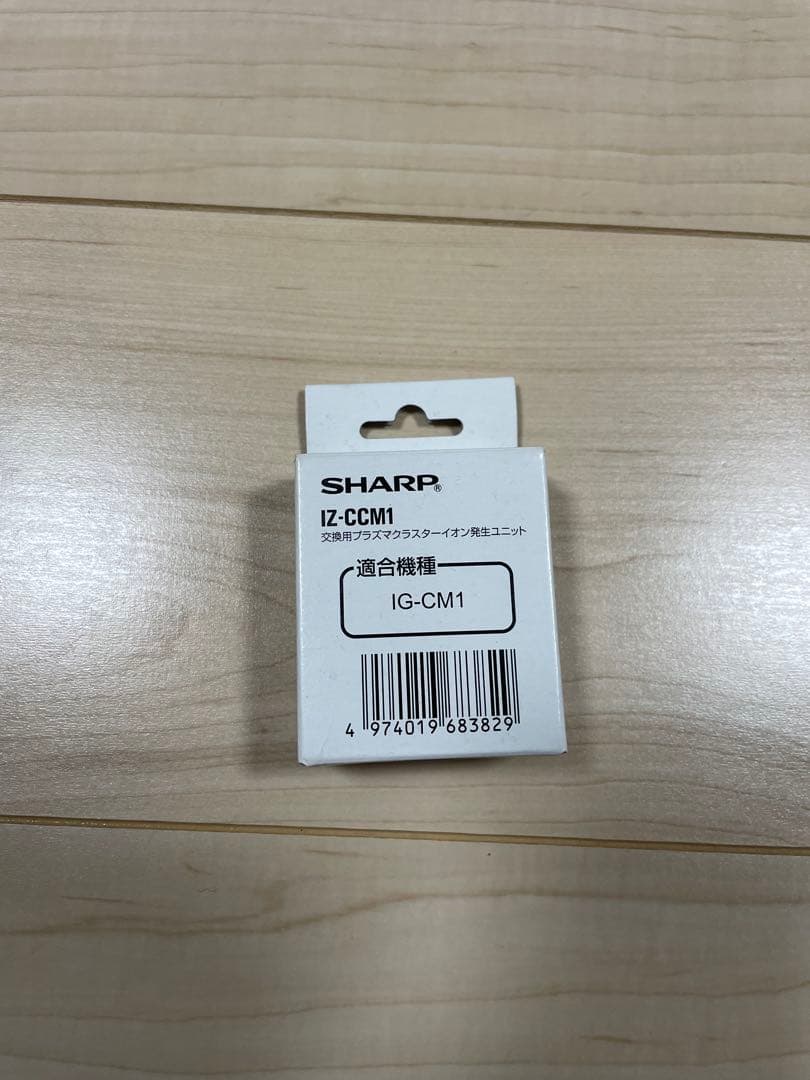 SHARP®
IZ-CCM1
交換用プラズマクラスターイオン発生ユニット
適合機種
IG-CM1
4 974019 683829